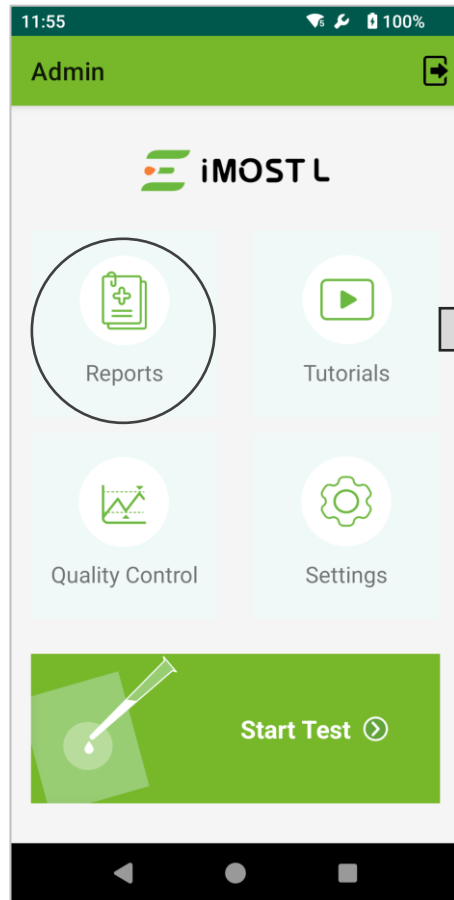 11:55 100%
Admin
iMOST L
Reports Tutorials
Quality Control Settings
Start Test